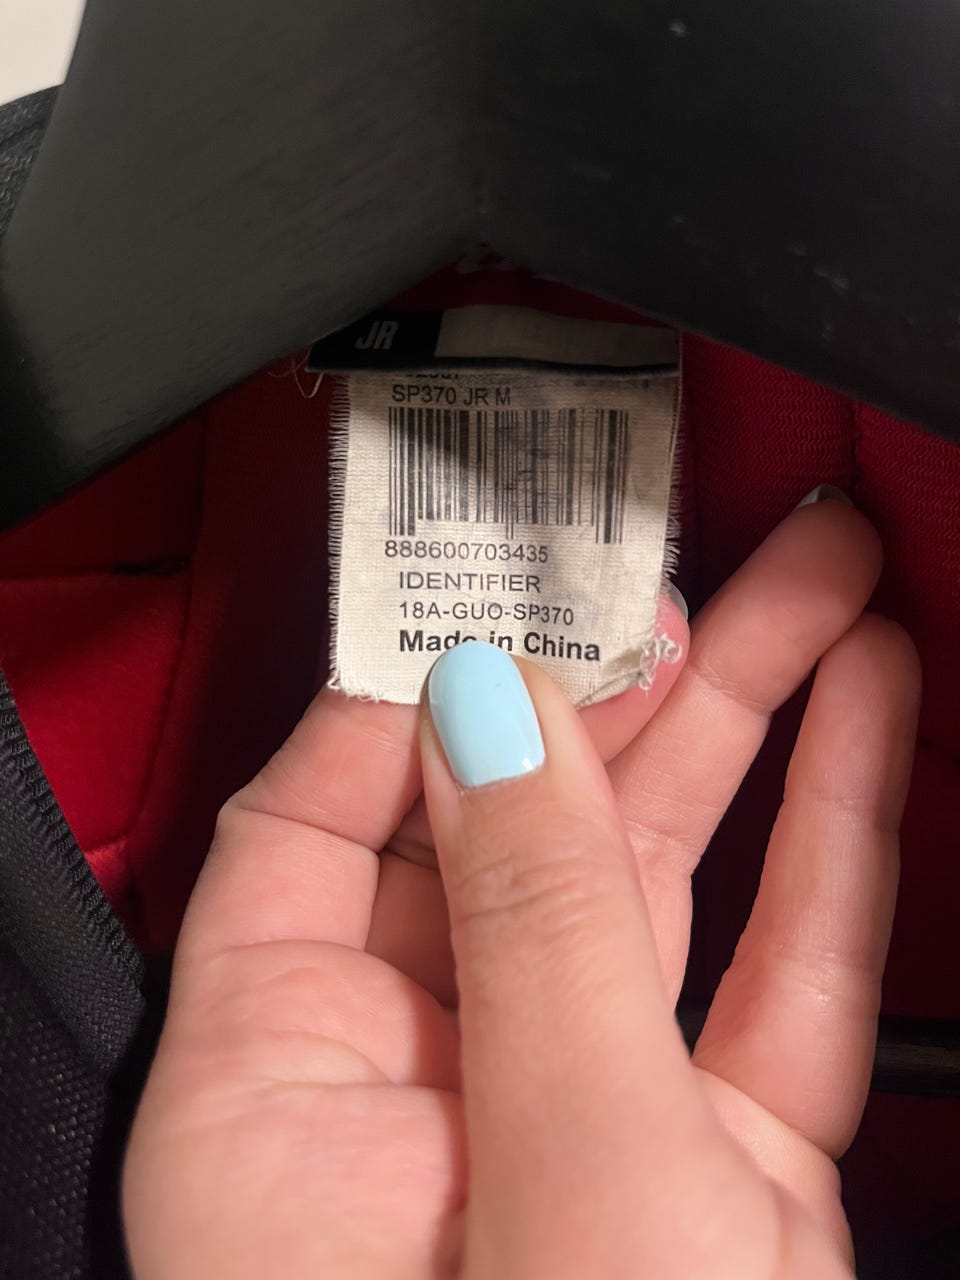 JR
SP370 JR M
888600703435
IDENTIFIER
18A-GUO-SP370
Made in China